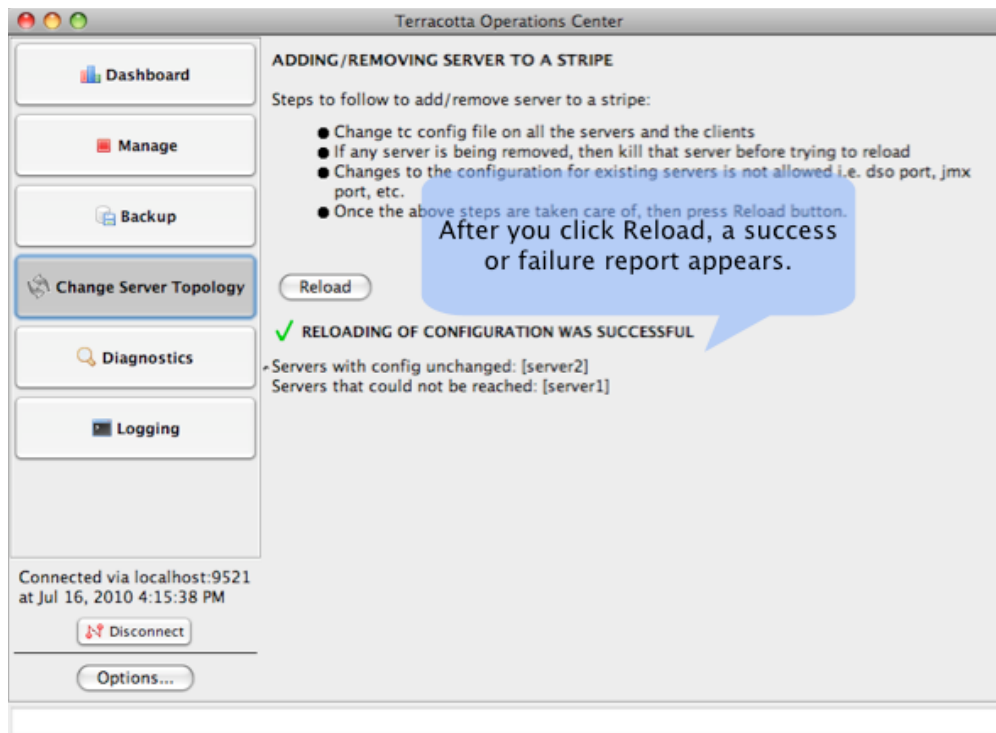 Terracotta Operations Center
Dashboard
Manage
Backup
Change Server Topology
Diagnostics
Logging
Connected via localhost:9521
at Jul 16, 2010 4:15:38 PM
Disconnect
Options...
ADDING/REMOVING SERVER TO A STRIPE
Steps to follow to add/remove server to a stripe:
● Change tc config file on all the servers and the clients
● If any server is being removed, then kill that server before trying to reload
● Changes to the configuration for existing servers is not allowed i.e. dso port, jmx
port, etc.
● Once the above steps are taken care of, then press Reload button.
After you click Reload, a success
or failure report appears.
Reload
✓ RELOADING OF CONFIGURATION WAS SUCCESSFUL
Servers with config unchanged: [server2]
Servers that could not be reached: [server1]